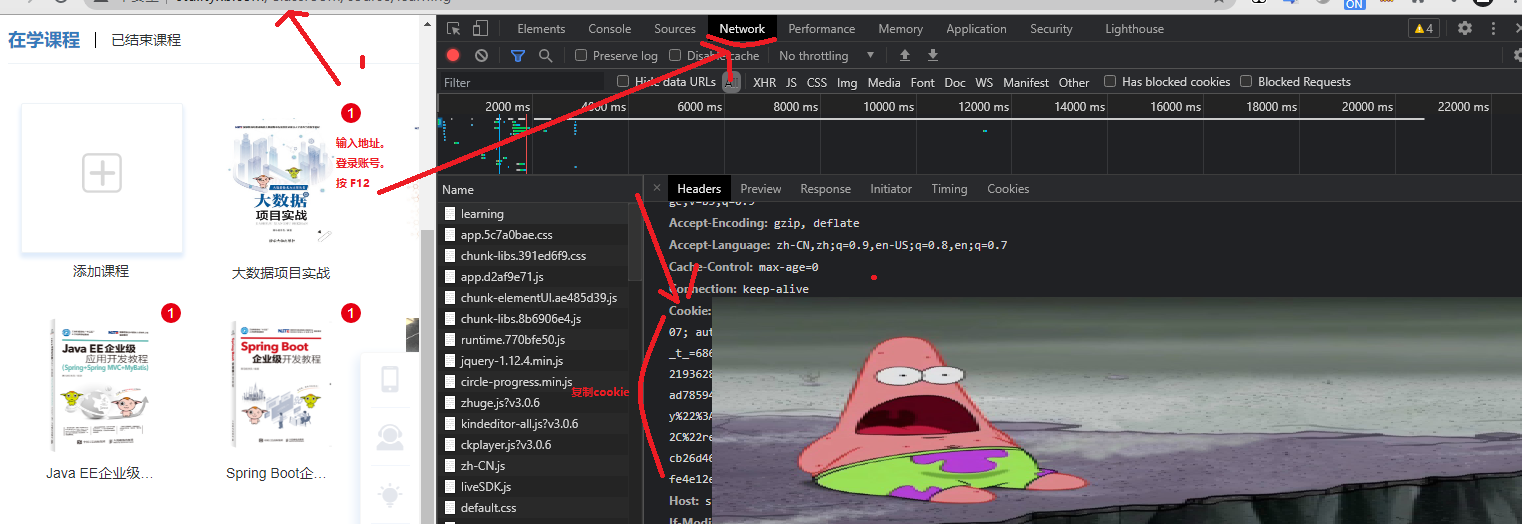 在学课程 | 已结束课程
1
1
输入地址。
登录账号。
按 F12
大数据
项目实战
添加课程
大数据项目实战
1
1
Java EE 企业级
应用开发教程
(Spring+Spring MVC+MyBatis)
Spring Boot
企业级开发教程
Java EE企业级…
Spring Boot企…
ON
Elements Console Sources Network Performance Memory Application Security Lighthouse 4
Preserve log Disable cache No throttling
Filter Hide data URLs All XHR JS CSS Img Media Font Doc WS Manifest Other Has blocked cookies Blocked Requests
2000 ms 4000 ms 6000 ms 8000 ms 10000 ms 12000 ms 14000 ms 16000 ms 18000 ms 20000 ms 22000 ms
Name
learning
app.5c7a0bae.css
chunk-libs.391ed6f9.css
app.d2af9e71.js
chunk-elementUI.ae485d39.js
chunk-libs.8b6906e4.js
runtime.770bfe50.js
jquery-1.12.4.min.js
circle-progress.min.js
zhuge.js?v3.0.6
kindeditor-all.js?v3.0.6
ckplayer.js?v3.0.6
zh-CN.js
liveSDK.js
default.css
复制cookie
× Headers Preview Response Initiator Timing Cookies
Accept-Encoding: gzip, deflate
Accept-Language: zh-CN,zh;q=0.9,en-US;q=0.8,en;q=0.7
Cache-Control: max-age=0
Connection: keep-alive
Cookie:
07; aut
_t_=686
2193628
ad78594
y%22%3A
2C%22re
cb26d46
fe4e12e
Host: s
If-Modi